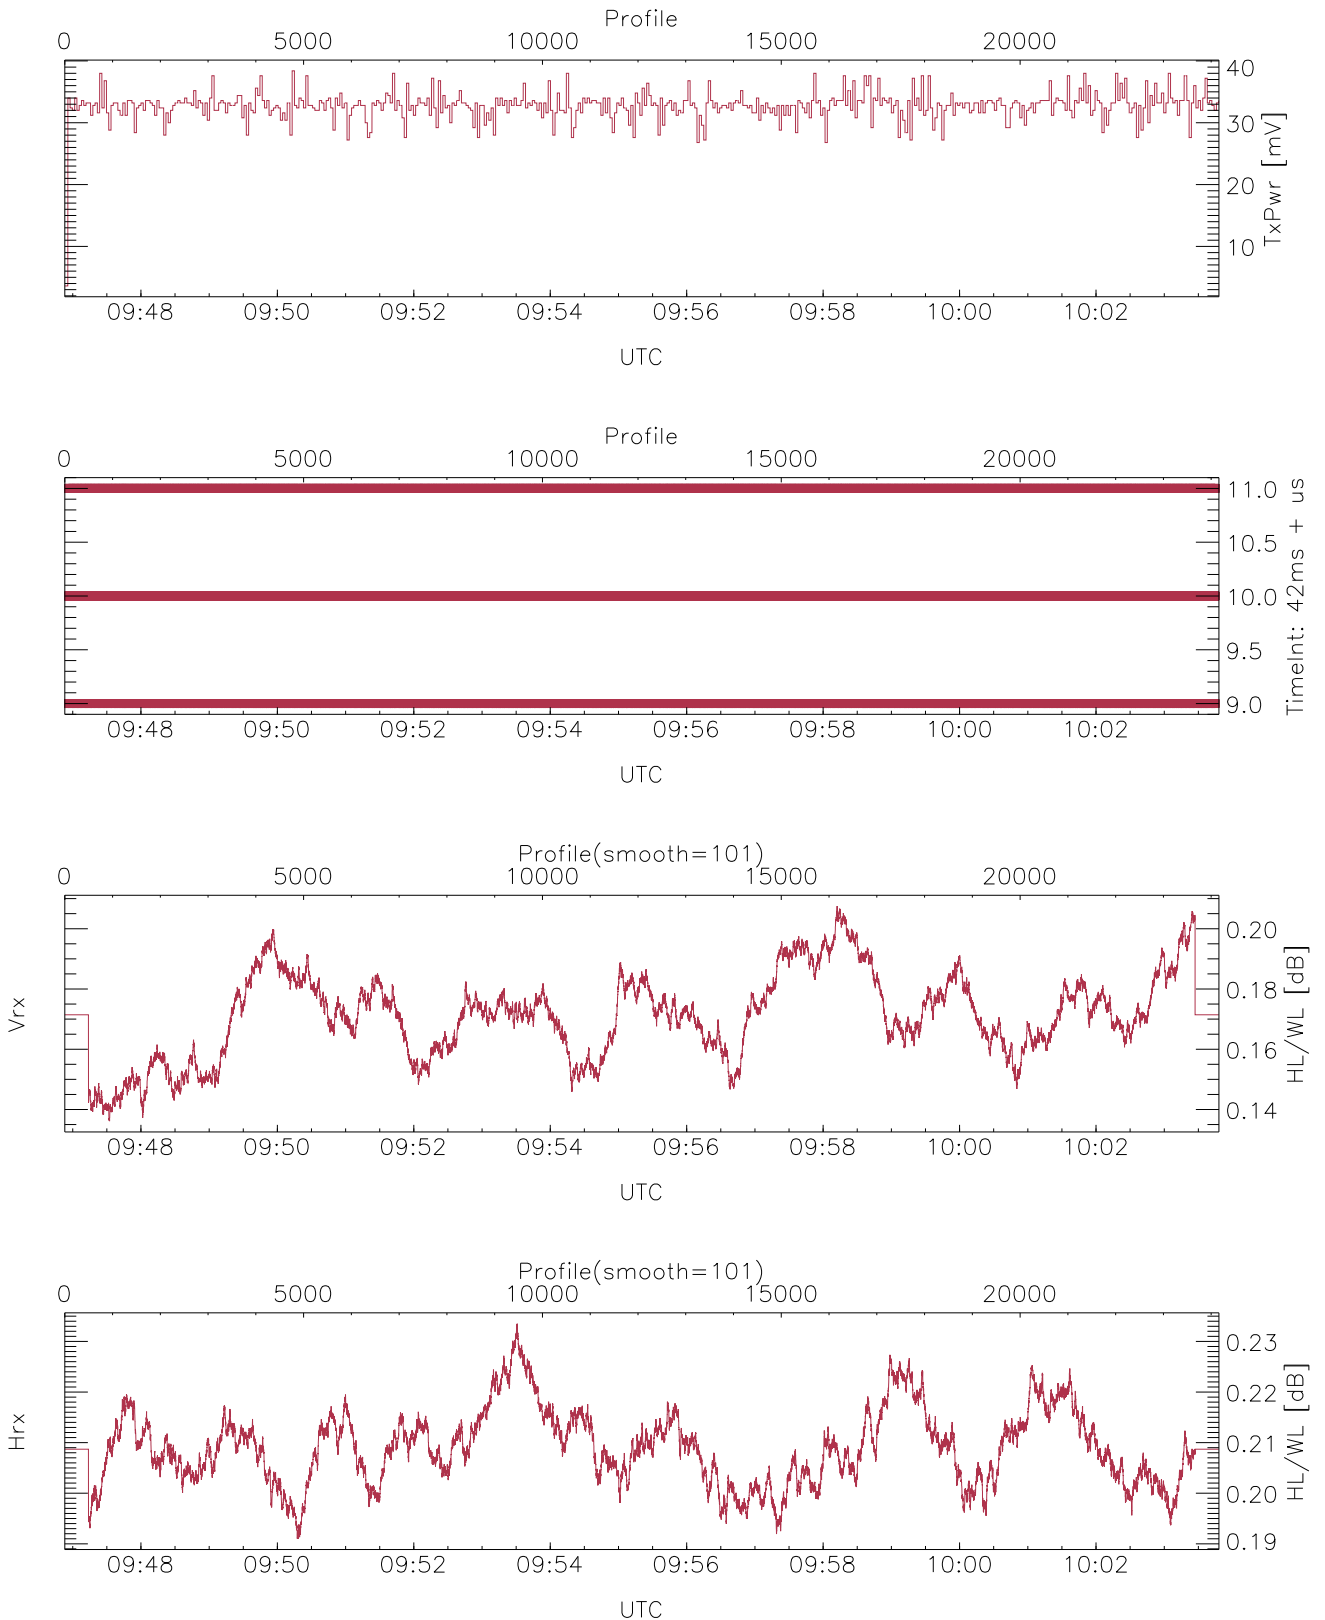 Profile
0 5000 10000 15000 20000
40
30
20
10
TxPwr [mV]
09:48 09:50 09:52 09:54 09:56 09:58 10:00 10:02
UTC
Profile
0 5000 10000 15000 20000
11.0
10.5
10.0
9.5
9.0
TimeInt: 42ms + us
09:48 09:50 09:52 09:54 09:56 09:58 10:00 10:02
UTC
Profile(smooth=101)
0 5000 10000 15000 20000
Vrx
0.20
0.18
0.16
0.14
HL/WL [dB]
09:48 09:50 09:52 09:54 09:56 09:58 10:00 10:02
UTC
Profile(smooth=101)
0 5000 10000 15000 20000
Hrx
0.23
0.22
0.21
0.20
0.19
HL/WL [dB]
09:48 09:50 09:52 09:54 09:56 09:58 10:00 10:02
UTC